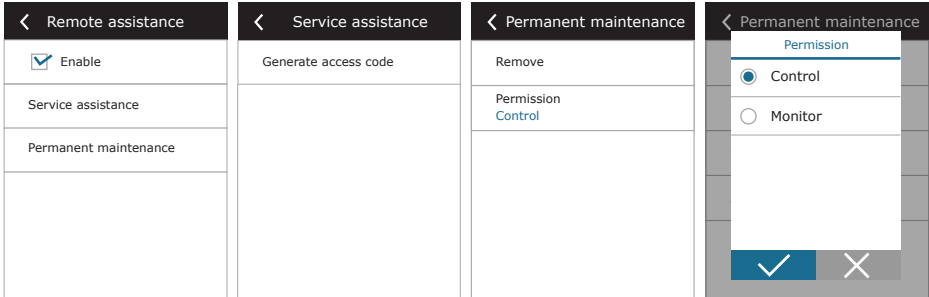 Remote assistance
Enable
Service assistance
Permanent maintenance
Service assistance
Generate access code
Permanent maintenance
Remove
Permission
Control
Permanent maintenance
Permission
Control
Monitor